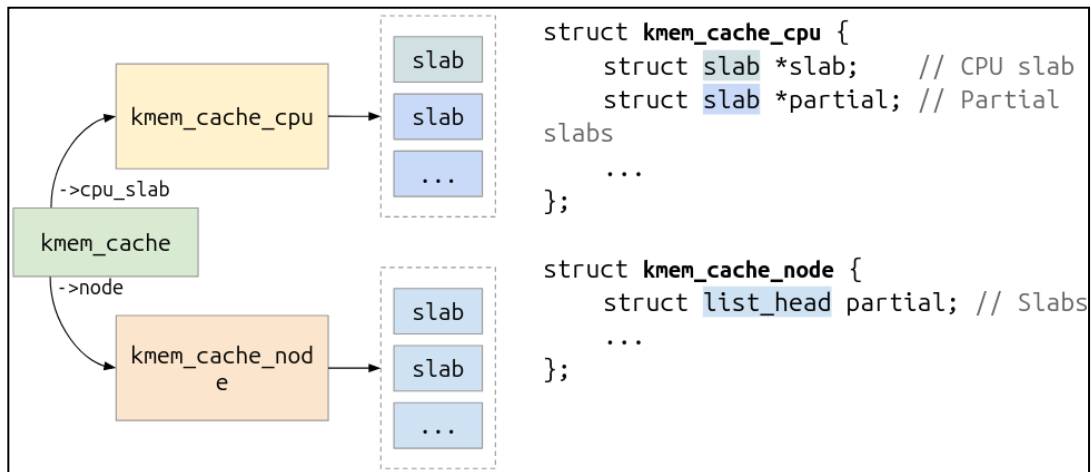 kmem_cache_cpu
->cpu_slab
kmem_cache
->node
kmem_cache_nod
e
slab
slab
...
slab
slab
...
struct kmem_cache_cpu {
    struct slab *slab;    // CPU slab
    struct slab *partial; // Partial
slabs
    ...
};
struct kmem_cache_node {
    struct list_head partial; // Slabs
    ...
};